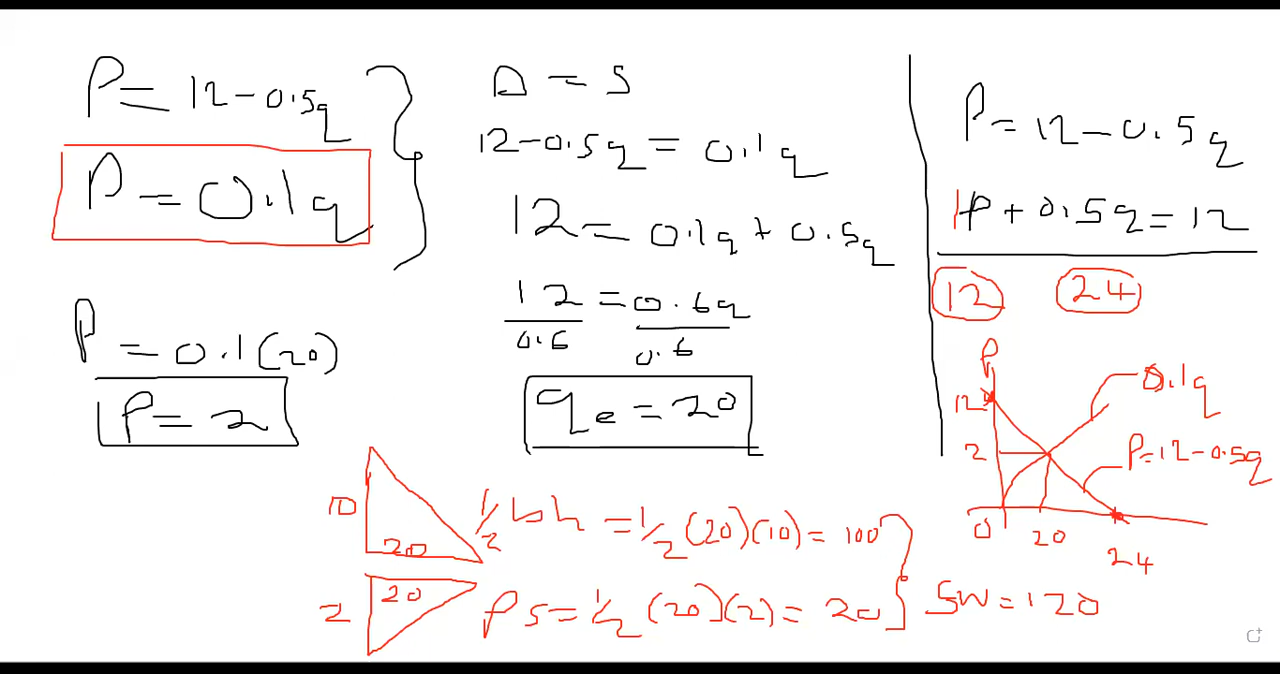 P = 12 - 0.5q
P = 0.1q
P = 0.1(20)
P = 2
D = S
12 - 0.5q = 0.1q
12 = 0.1q + 0.5q
12/0.6 = 0.6q/0.6
qe = 20
P = 12 - 0.5q
P + 0.5q = 12
12 24
P
12
2
0
20
24
0.1q
P = 12 - 0.5q
10
20
1/2 bh = 1/2 (20)(10) = 100
2
20
PS = 1/2 (20)(2) = 20
SW = 120